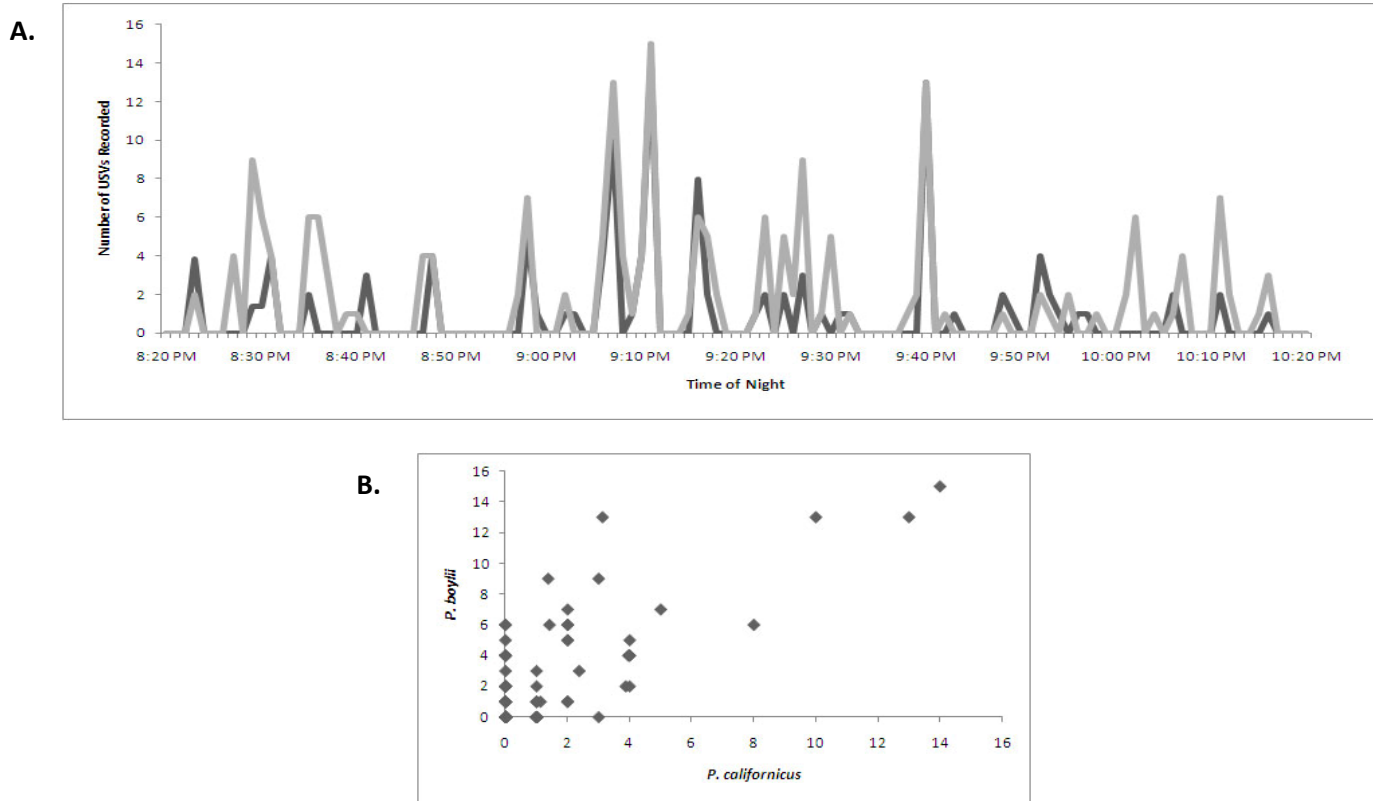 A.
Number of USVs Recorded
16
14
12
10
8
6
4
2
0
8:20 PM 8:30 PM 8:40 PM 8:50 PM 9:00 PM 9:10 PM 9:20 PM 9:30 PM 9:40 PM 9:50 PM 10:00 PM 10:10 PM 10:20 PM
Time of Night
B.
P. boylii
16
14
12
10
8
6
4
2
0
0 2 4 6 8 10 12 14 16
P. californicus